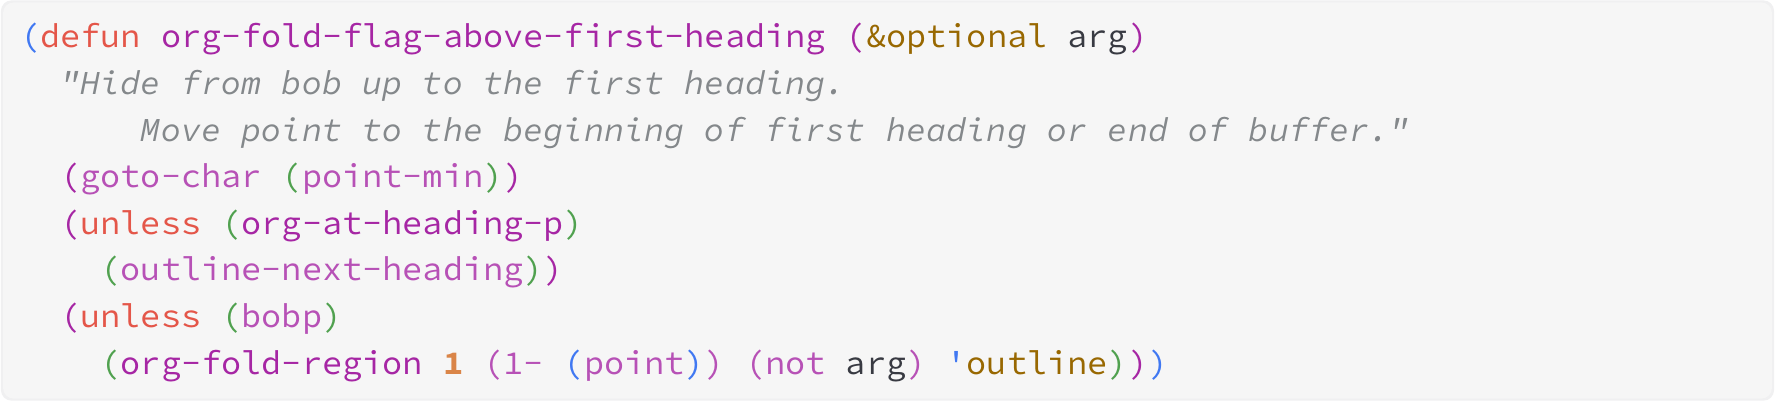 (defun org-fold-flag-above-first-heading (&optional arg)
  "Hide from bob up to the first heading.
      Move point to the beginning of first heading or end of buffer."
  (goto-char (point-min))
  (unless (org-at-heading-p)
    (outline-next-heading))
  (unless (bobp)
    (org-fold-region 1 (1- (point)) (not arg) 'outline)))